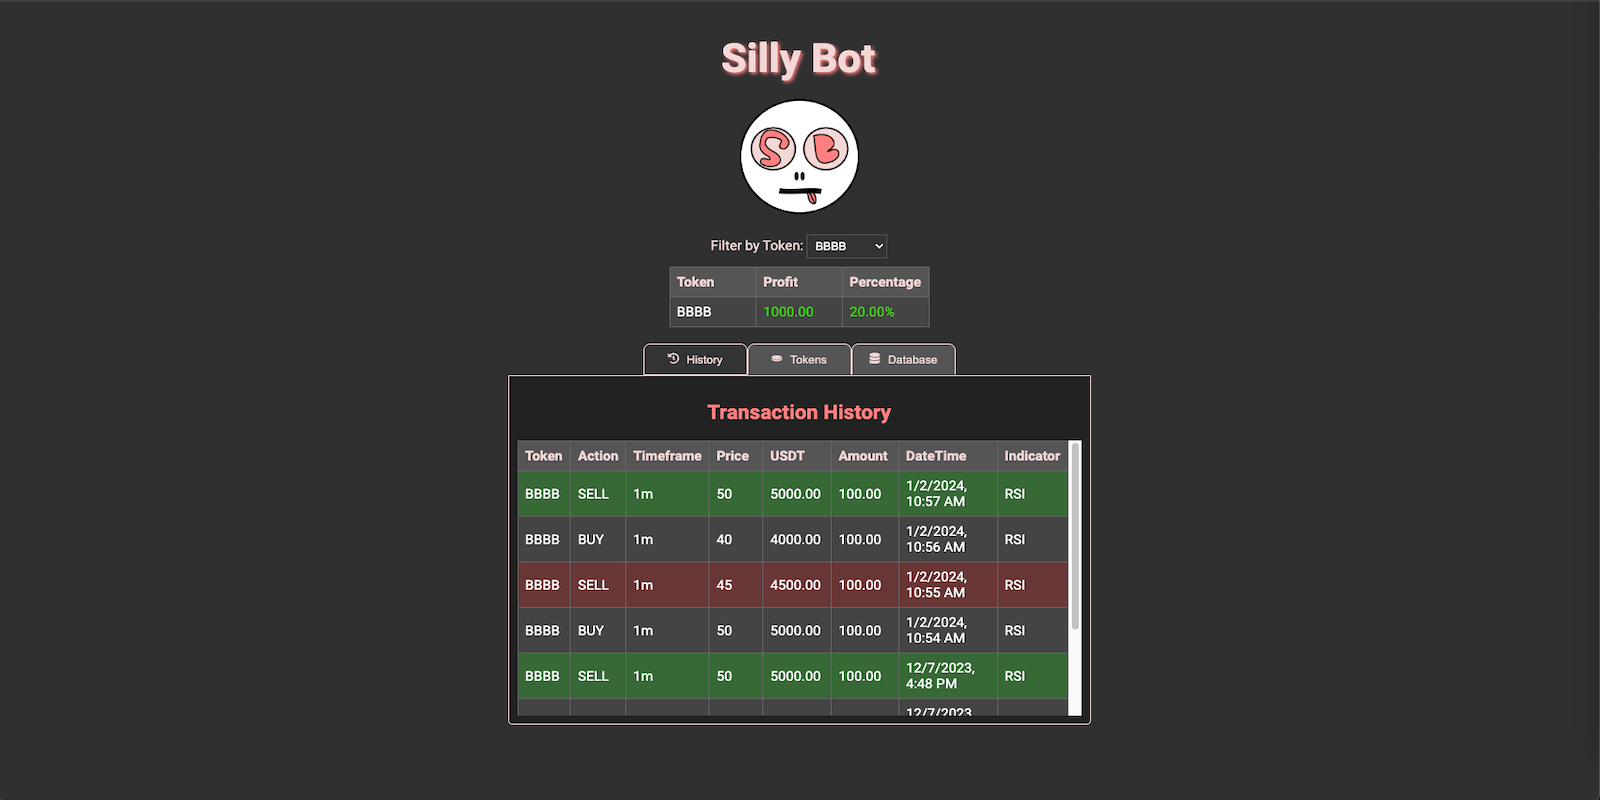 Silly Bot
S B
Filter by Token: BBBB
Token Profit Percentage
BBBB 1000.00 20.00%
History Tokens Database
Transaction History
Token Action Timeframe Price USDT Amount DateTime Indicator
BBBB SELL 1m 50 5000.00 100.00 1/2/2024, 10:57 AM RSI
BBBB BUY 1m 40 4000.00 100.00 1/2/2024, 10:56 AM RSI
BBBB SELL 1m 45 4500.00 100.00 1/2/2024, 10:55 AM RSI
BBBB BUY 1m 50 5000.00 100.00 1/2/2024, 10:54 AM RSI
BBBB SELL 1m 50 5000.00 100.00 12/7/2023, 4:48 PM RSI
12/7/2023